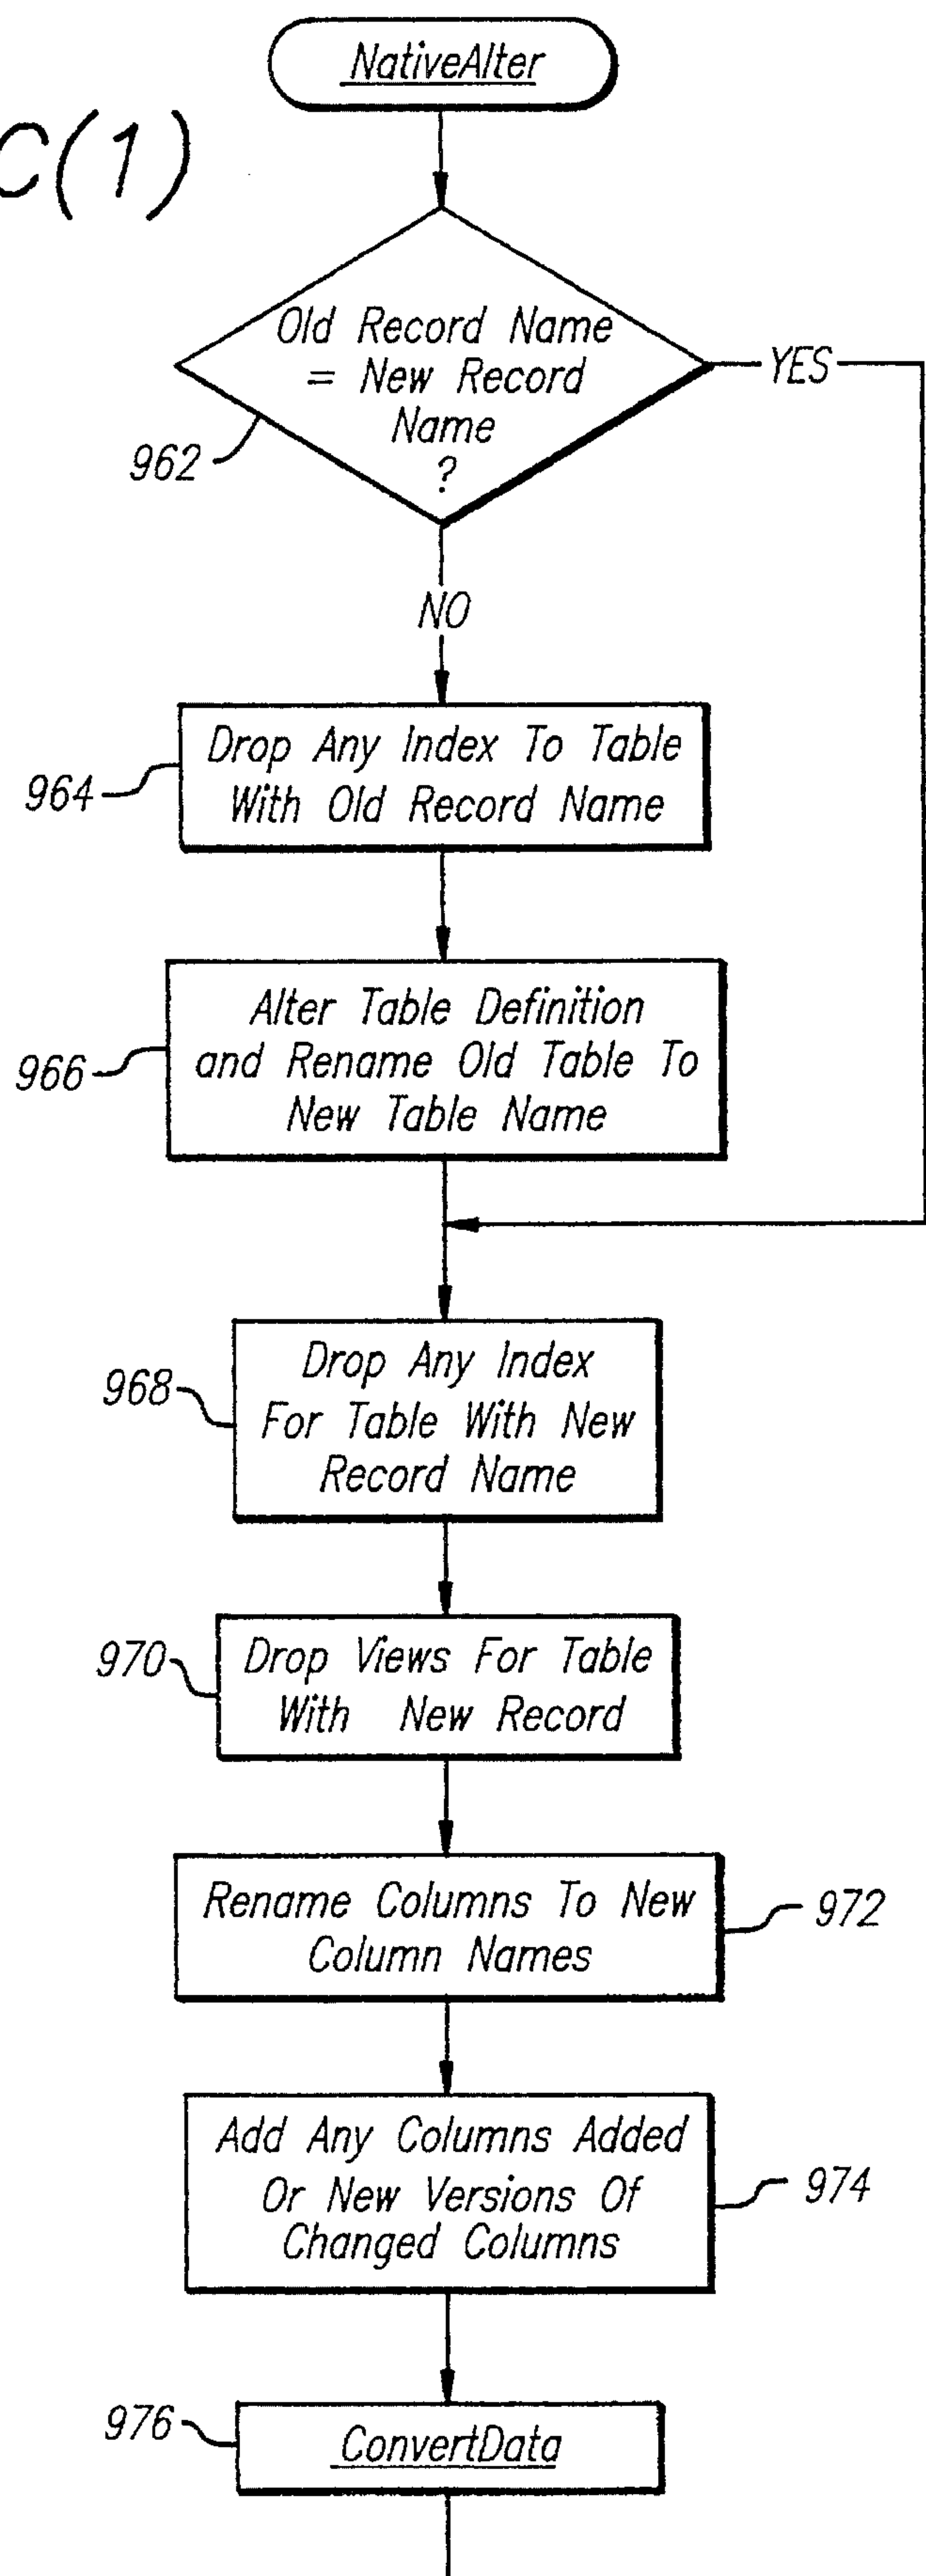 NativeAlter
C(1)
Old Record Name
= New Record
Name
?
YES
962
NO
Drop Any Index To Table
With Old Record Name
964
Alter Table Definition
and Rename Old Table To
New Table Name
966
Drop Any Index
For Table With New
Record Name
968
Drop Views For Table
With New Record
970
Rename Columns To New
Column Names
972
Add Any Columns Added
Or New Versions Of
Changed Columns
974
ConvertData
976